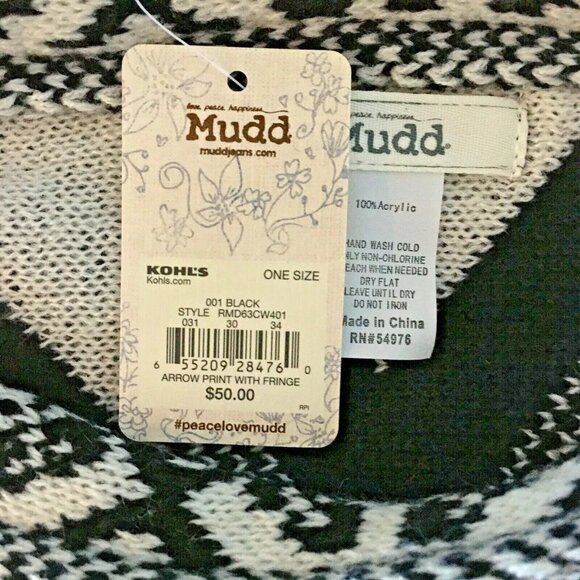 love. peace. happiness.
Mudd
muddjeans.com
KOHL'S
ONE SIZE
Kohls.com
001 BLACK
STYLE RMD63CW401
031 30 34
6 55209 28476 0
ARROW PRINT WITH FRINGE
$50.00
RPI
#peacelovemudd
peace. happiness.
Mudd
100% Acrylic
HAND WASH COLD
ONLY NON-CHLORINE
BLEACH WHEN NEEDED
DRY FLAT
LEAVE UNTIL DRY
DO NOT IRON
Made in China
RN#54976